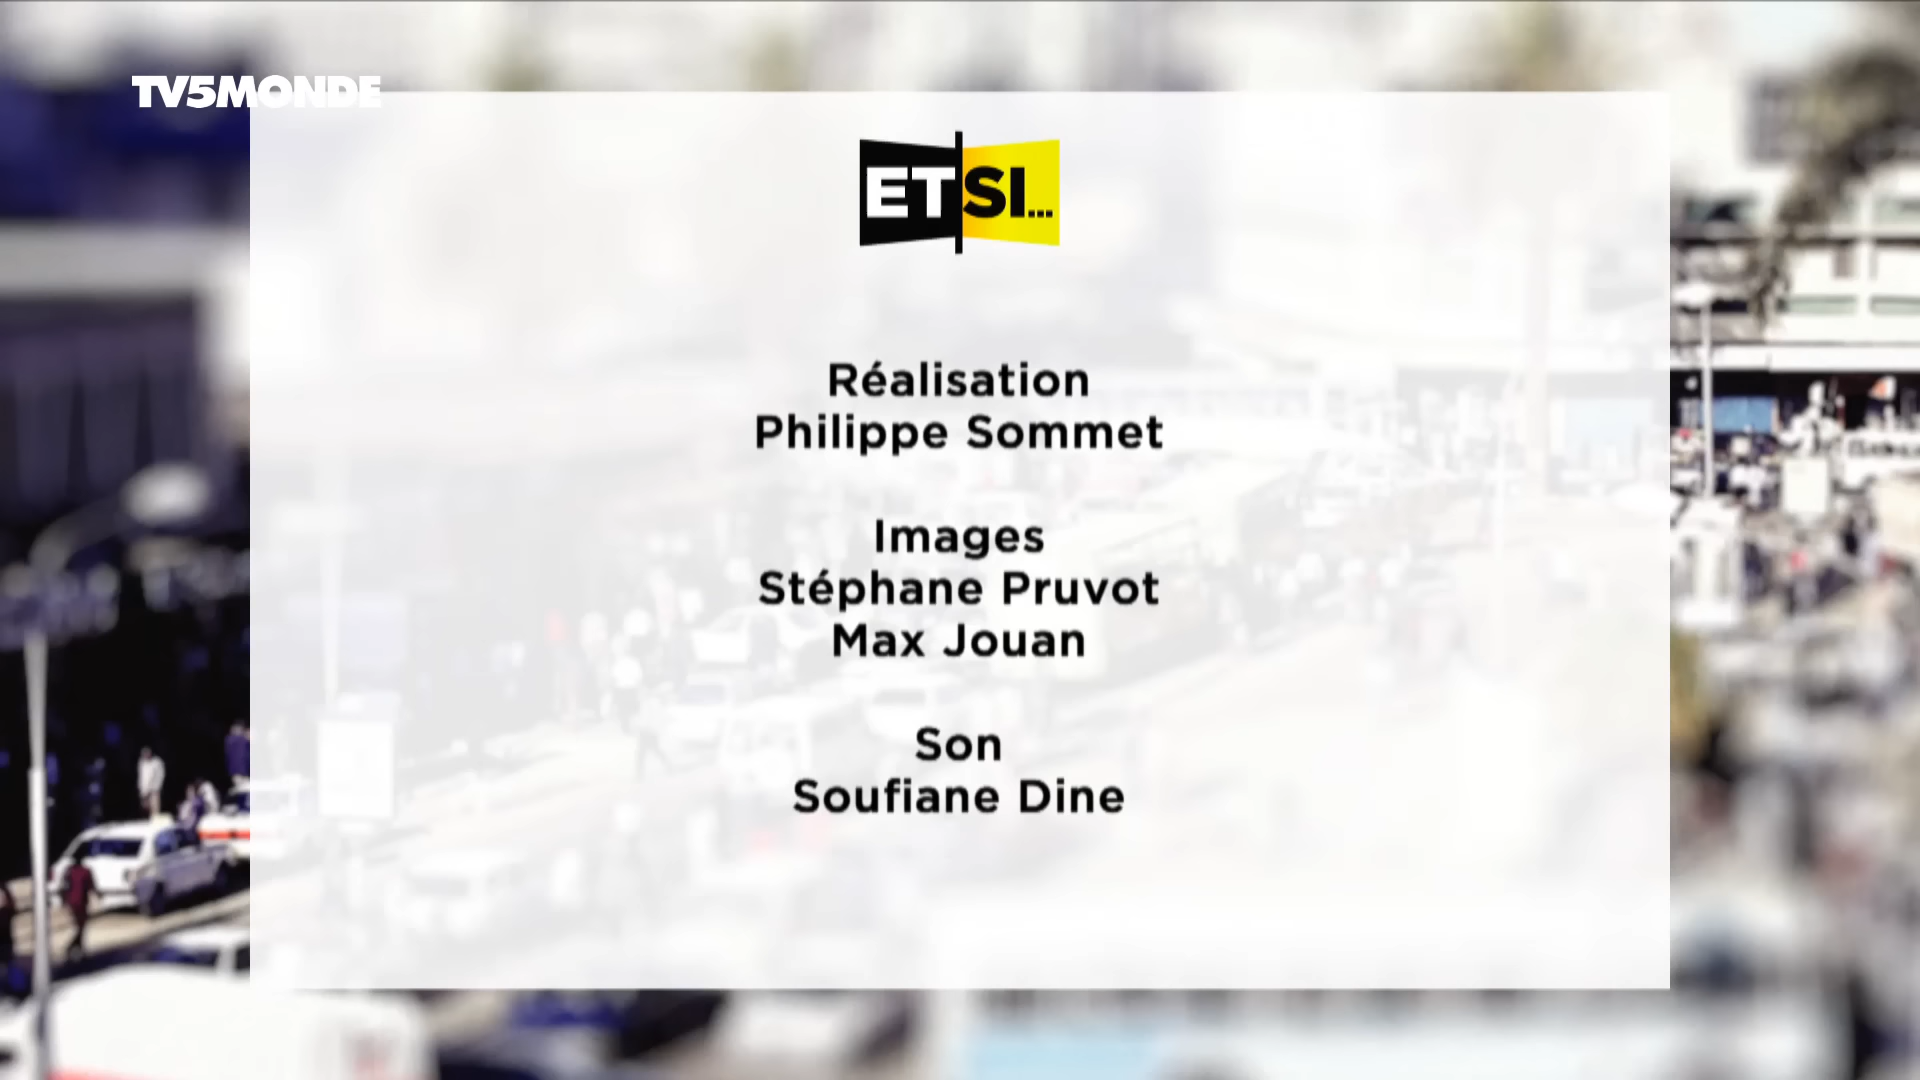 TV5MONDE
ET SI...
Réalisation
Philippe Sommet
Images
Stéphane Pruvot
Max Jouan
Son
Soufiane Dine